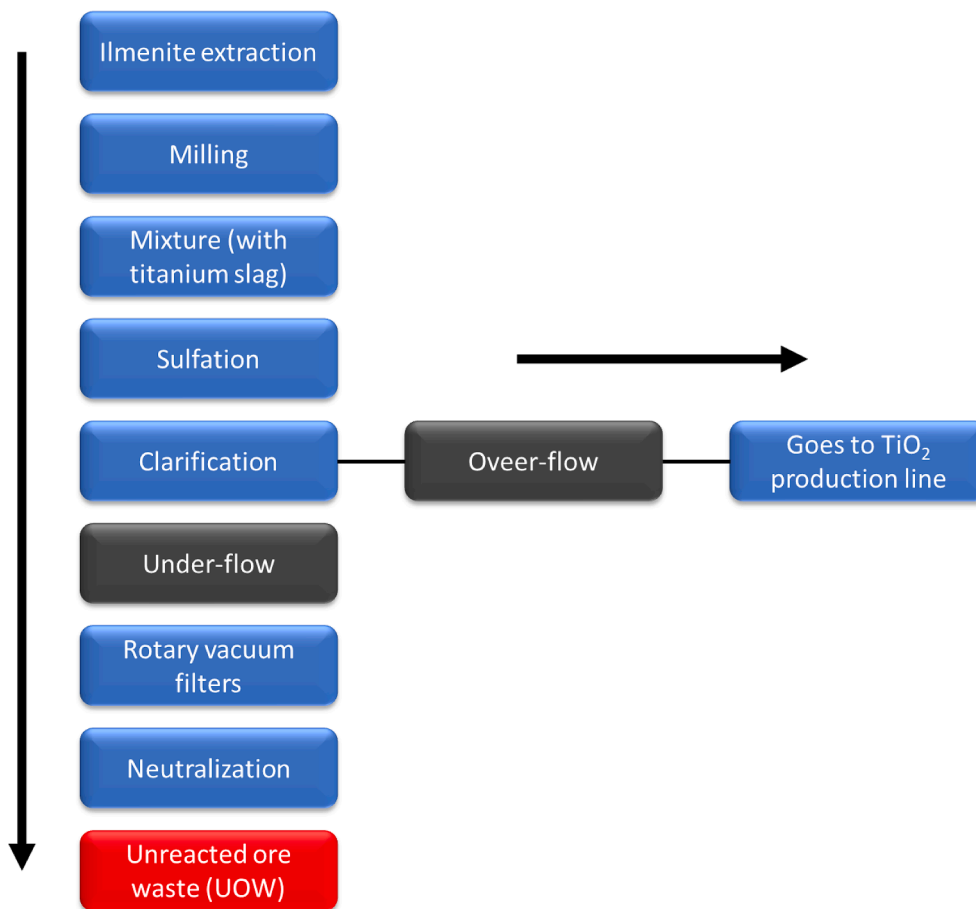 Ilmenite extraction
Milling
Mixture (with
titanium slag)
Sulfation
Clarification
Oveer-flow
Goes to TiO₂
production line
Under-flow
Rotary vacuum
filters
Neutralization
Unreacted ore
waste (UOW)